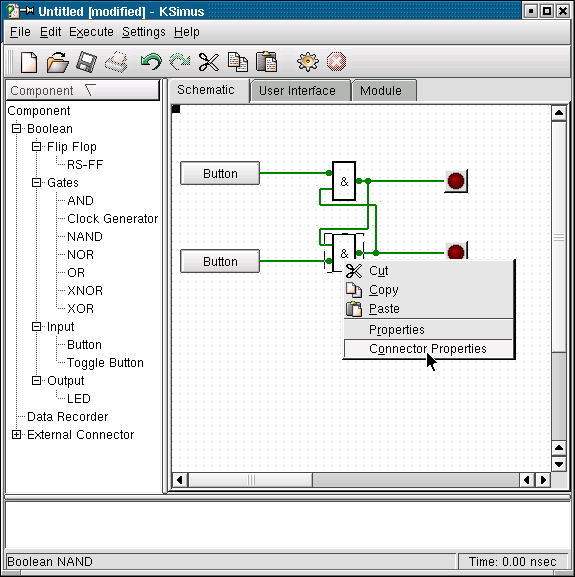 Untitled [modified] - KSimus
File Edit Execute Settings Help
Component
Schematic User Interface Module
Component
Boolean
Flip Flop
RS-FF
Gates
AND
Clock Generator
NAND
NOR
OR
XNOR
XOR
Input
Button
Toggle Button
Output
LED
Data Recorder
External Connector
Button
&
Button
&
Cut
Copy
Paste
Properties
Connector Properties
Boolean NAND
Time: 0.00 nsec